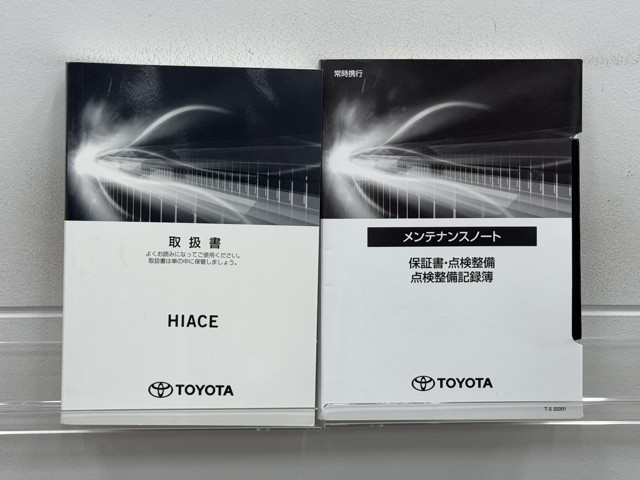 取扱書
よくお読みになってご使用ください。
取扱書は車の中に保管しましょう。
HIACE
TOYOTA
常時携行
メンテナンスノート
保証書・点検整備
点検整備記録簿
TOYOTA
T-2 22201